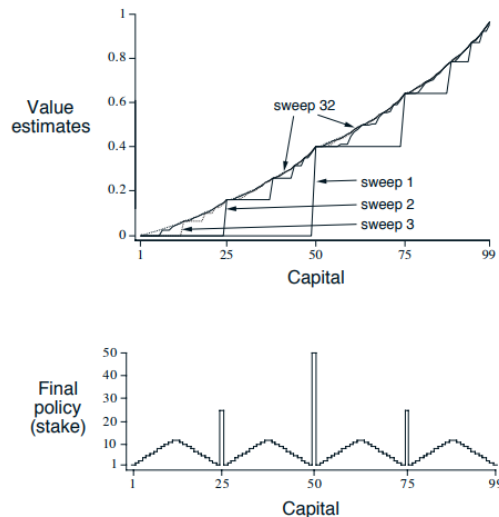 1
0.8
0.6
0.4
0.2
0
Value
estimates
sweep 32
sweep 1
sweep 2
sweep 3
1
25
50
75
99
Capital
50
40
30
20
10
1
Final
policy
(stake)
1
25
50
75
99
Capital